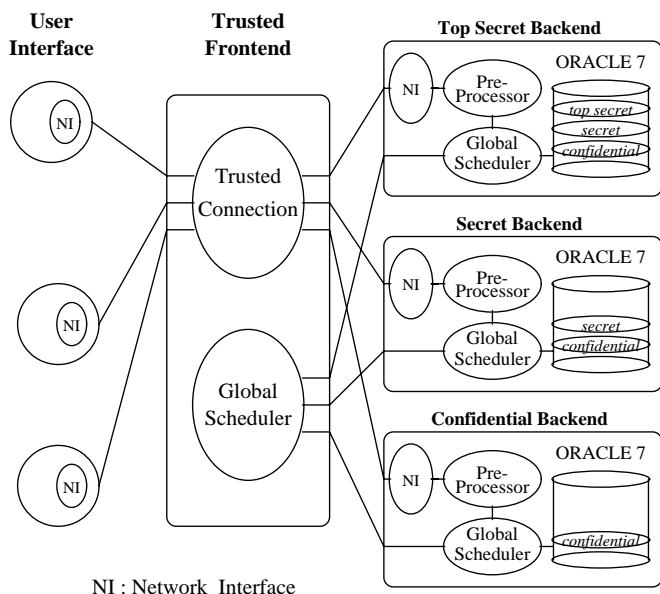 User
Interface
Trusted
Frontend
NI
NI
NI
Trusted
Connection
Global
Scheduler
Top Secret Backend
NI
Pre-
Processor
Global
Scheduler
ORACLE 7
top secret
secret
confidential
Secret Backend
NI
Pre-
Processor
Global
Scheduler
ORACLE 7
secret
confidential
Confidential Backend
NI
Pre-
Processor
Global
Scheduler
ORACLE 7
confidential
NI : Network Interface